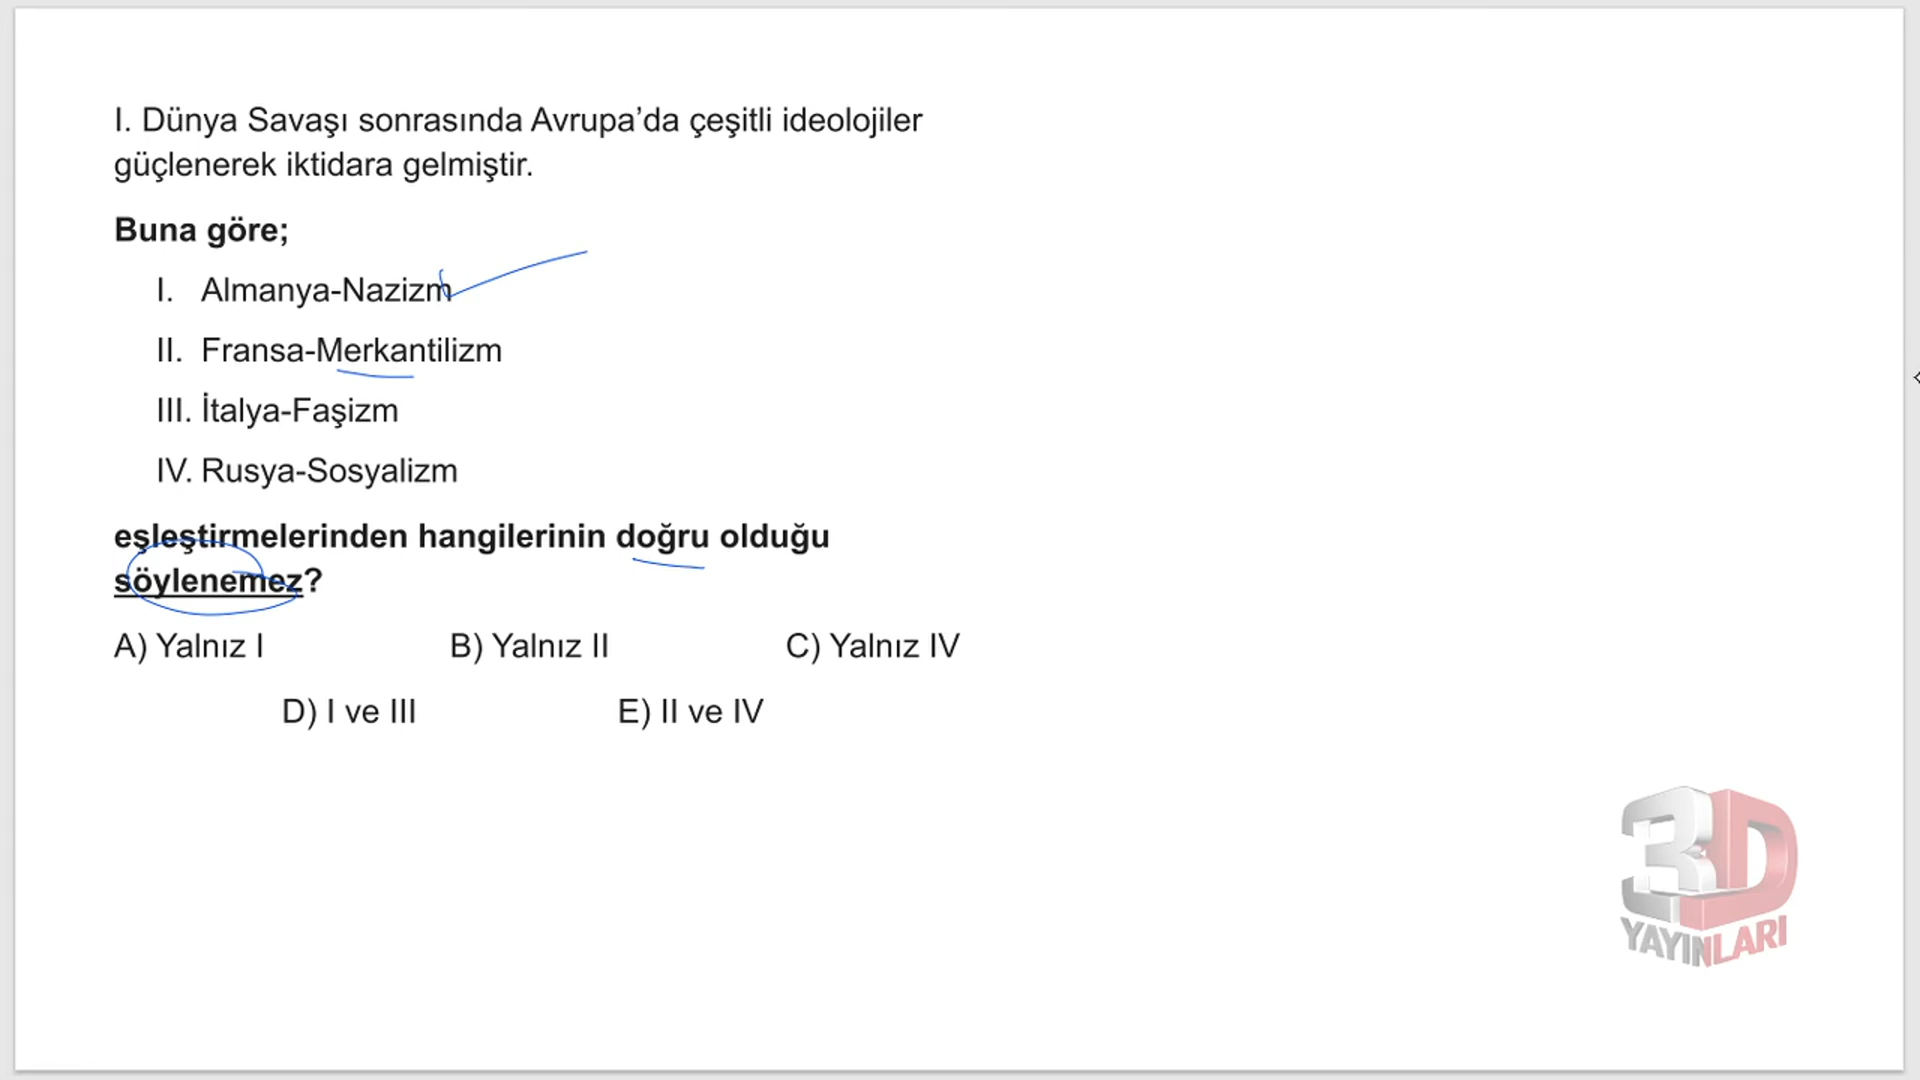 I. Dünya Savaşı sonrasında Avrupa’da çeşitli ideolojiler
güçlenerek iktidara gelmiştir.
Buna göre;
I. Almanya-Nazizm
II. Fransa-Merkantilizm
III. İtalya-Faşizm
IV. Rusya-Sosyalizm
eşleştirmelerinden hangilerinin doğru olduğu
söylenemez?
A) Yalnız I B) Yalnız II C) Yalnız IV
D) I ve III E) II ve IV
3D
YAYINLARI